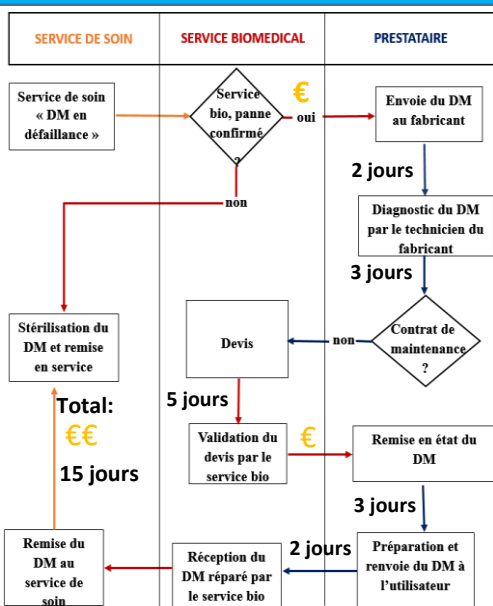 SERVICE DE SOIN
SERVICE BIOMEDICAL
PRESTATAIRE
Service de soin
« DM en
défaillance »
Service
bio, panne
confirmé
?
€
oui
Envoie du DM
au fabricant
2 jours
non
Diagnostic du DM
par le technicien du
fabricant
3 jours
Stérilisation du
DM et remise
en service
Devis
non
Contrat de
maintenance
?
5 jours
Total:
€€
15 jours
Validation du
devis par le
service bio
€
Remise en état du
DM
3 jours
Remise du
DM au
service de
soin
Réception du
DM réparé par
le service bio
2 jours
Préparation et
renvoie du DM à
l’utilisateur